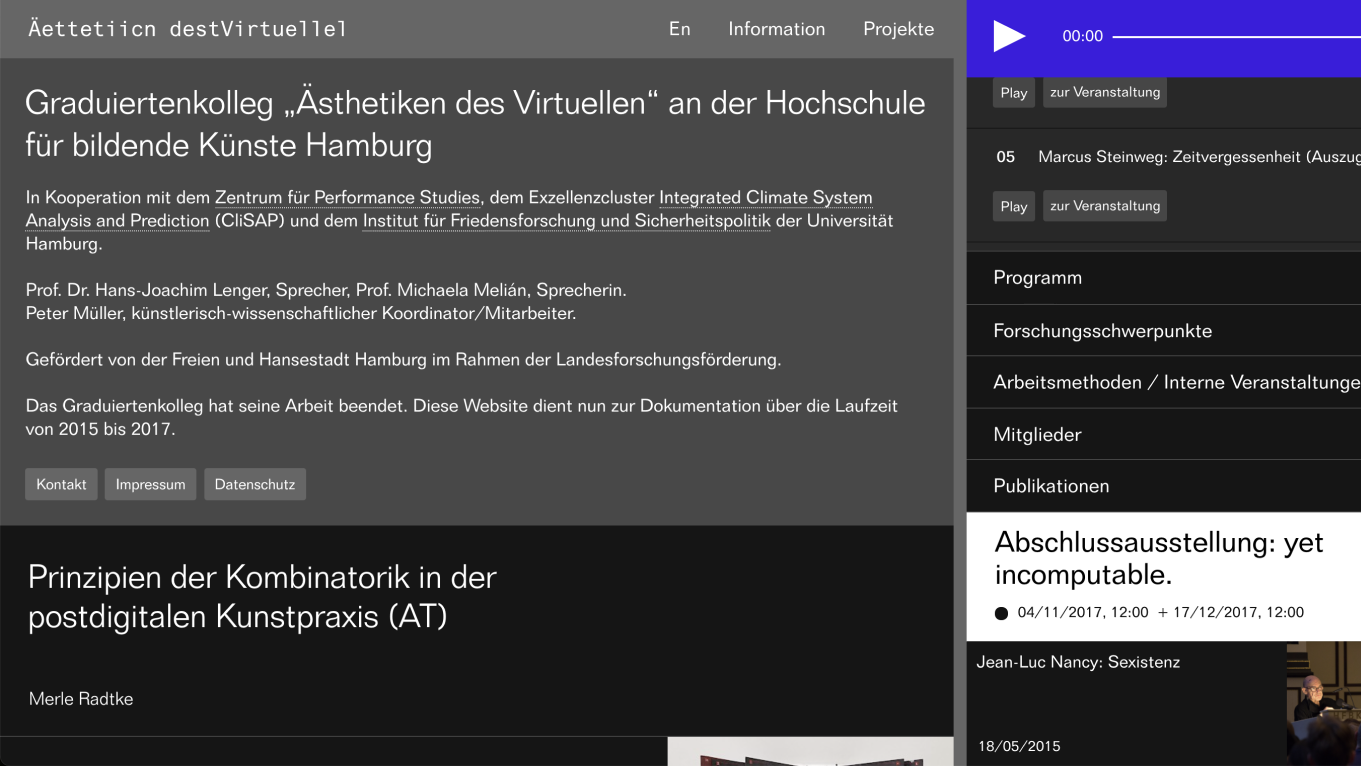 Äettetiicn destVirtuellel
En Information Projekte
Graduiertenkolleg „Ästhetiken des Virtuellen“ an der Hochschule
für bildende Künste Hamburg
In Kooperation mit dem Zentrum für Performance Studies, dem Exzellenzcluster Integrated Climate System
Analysis and Prediction (CliSAP) und dem Institut für Friedensforschung und Sicherheitspolitik der Universität
Hamburg.
Prof. Dr. Hans-Joachim Lenger, Sprecher, Prof. Michaela Melián, Sprecherin.
Peter Müller, künstlerisch-wissenschaftlicher Koordinator/Mitarbeiter.
Gefördert von der Freien und Hansestadt Hamburg im Rahmen der Landesforschungsförderung.
Das Graduiertenkolleg hat seine Arbeit beendet. Diese Website dient nun zur Dokumentation über die Laufzeit
von 2015 bis 2017.
Kontakt Impressum Datenschutz
Prinzipien der Kombinatorik in der
postdigitalen Kunstpraxis (AT)
Merle Radtke
00:00
Play zur Veranstaltung
05 Marcus Steinweg: Zeitvergessenheit (Auszug
Play zur Veranstaltung
Programm
Forschungsschwerpunkte
Arbeitsmethoden / Interne Veranstaltunge
Mitglieder
Publikationen
Abschlussausstellung: yet
incomputable.
04/11/2017, 12:00 + 17/12/2017, 12:00
Jean-Luc Nancy: Sexistenz
18/05/2015